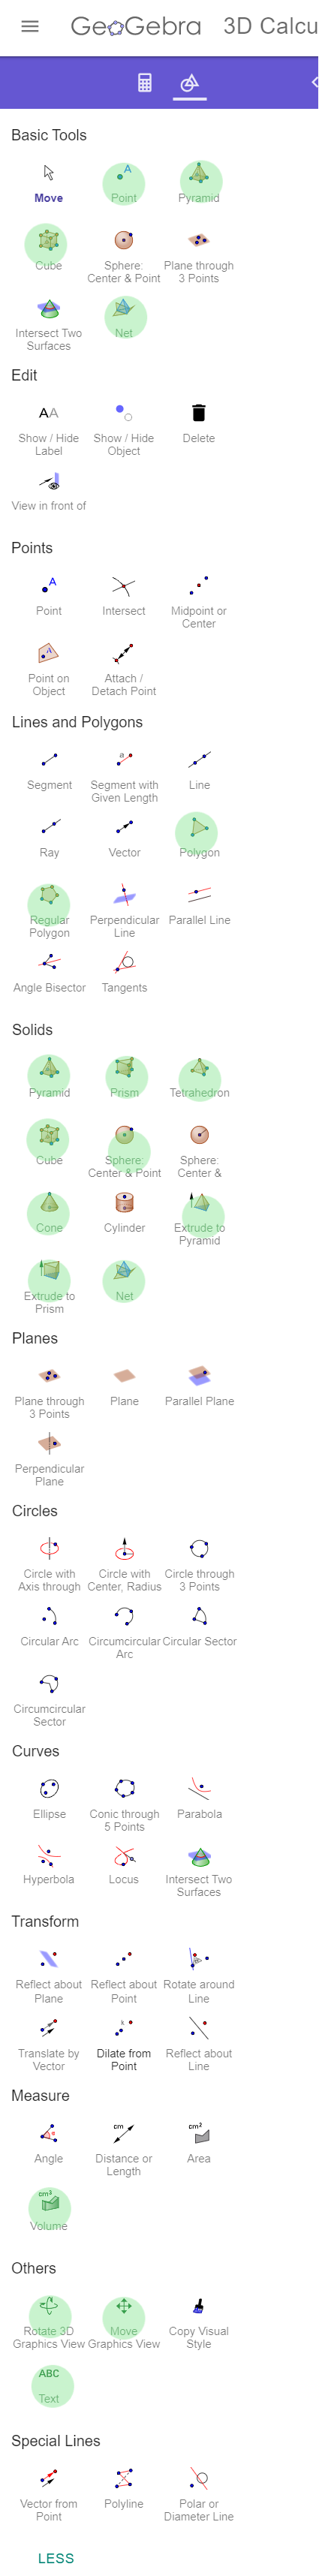 GeoGebra 3D Calcu
Basic Tools
A
Move Point Pyramid
Cube Sphere: Plane through
Center & Point 3 Points
Intersect Two Net
Surfaces
Edit
AA
Show / Hide Show / Hide Delete
Label Object
View in front of
Points
A
Point Intersect Midpoint or
Center
A
Point on Attach /
Object Detach Point
Lines and Polygons
a
Segment Segment with Line
Given Length
Ray Vector Polygon
Regular Perpendicular Parallel Line
Polygon Line
Angle Bisector Tangents
Solids
Pyramid Prism Tetrahedron
Cube Sphere: Sphere:
Center & Point Center &
Cone Cylinder Extrude to
Pyramid
Extrude to Net
Prism
Planes
Plane through Plane Parallel Plane
3 Points
Perpendicular
Plane
Circles
Circle with Circle with Circle through
Axis through Center, Radius 3 Points
Circular Arc Circumcircular Circular Sector
Arc
Circumcircular
Sector
Curves
Ellipse Conic through Parabola
5 Points
Hyperbola Locus Intersect Two
Surfaces
Transform
Reflect about Reflect about Rotate around
Plane Point Line
k
Translate by Dilate from Reflect about
Vector Point Line
Measure
cm cm²
Angle Distance or Area
Length
cm³
Volume
Others
Rotate 3D Move Copy Visual
Graphics View Graphics View Style
ABC
Text
Special Lines
Vector from Polyline Polar or
Point Diameter Line
LESS